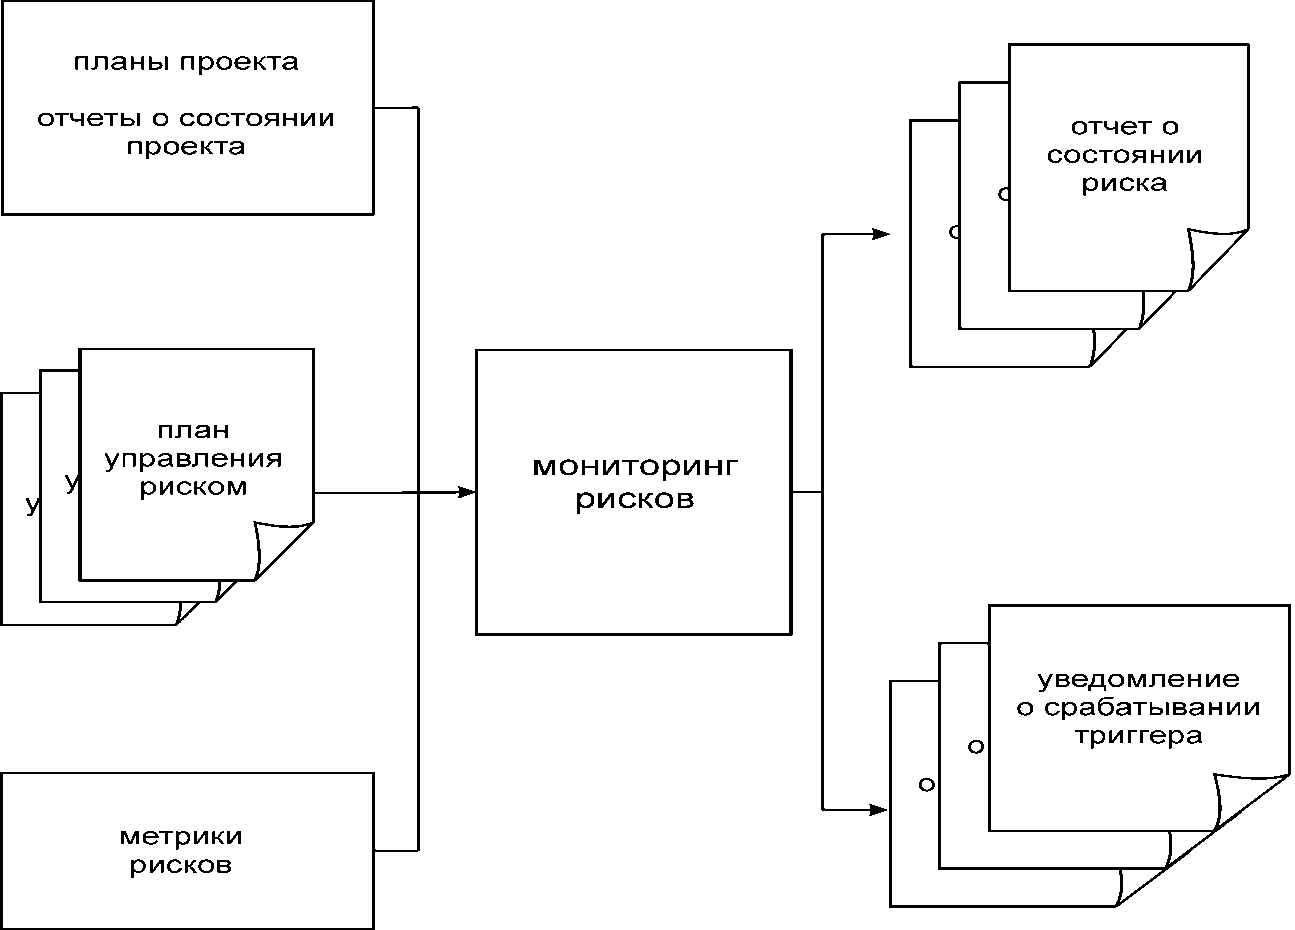 планы проекта
отчеты о состоянии
проекта
план
управления
риском
у
у
метрики
рисков
мониторинг
рисков
отчет о
состоянии
риска
уведомление
о срабатывании
триггера
о
о